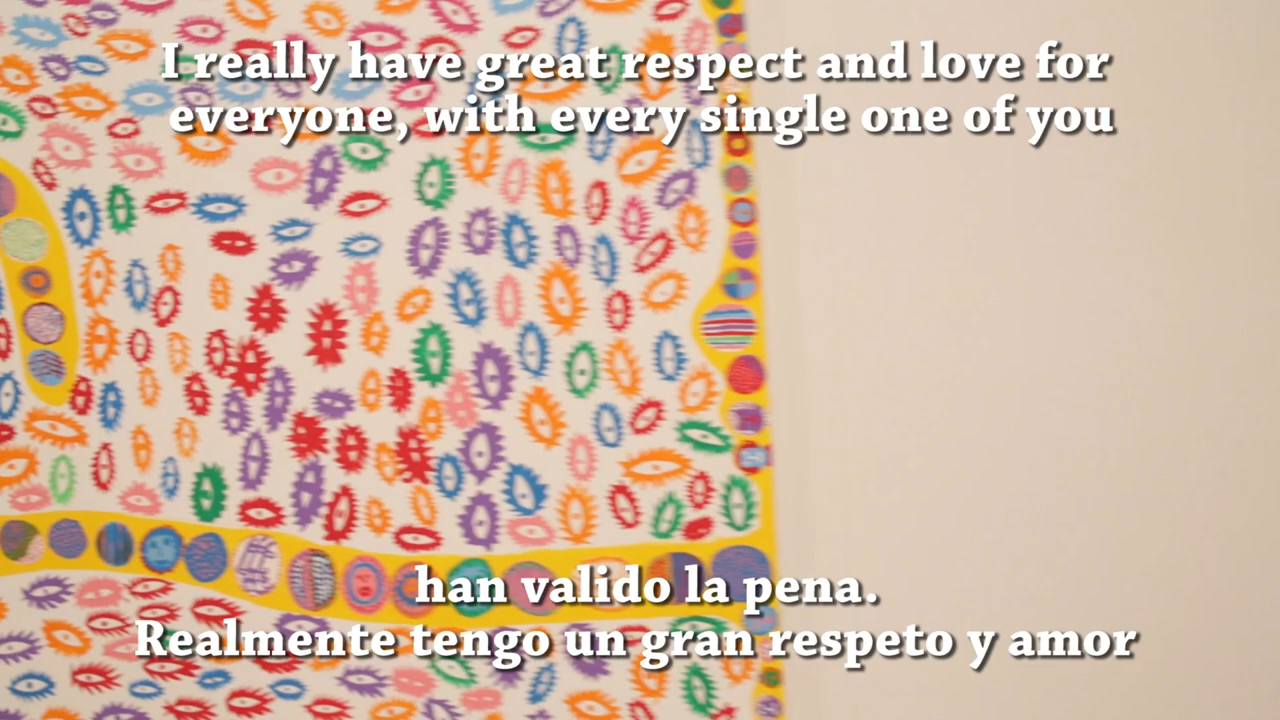 I really have great respect and love for
everyone, with every single one of you
han valido la pena.
Realmente tengo un gran respeto y amor